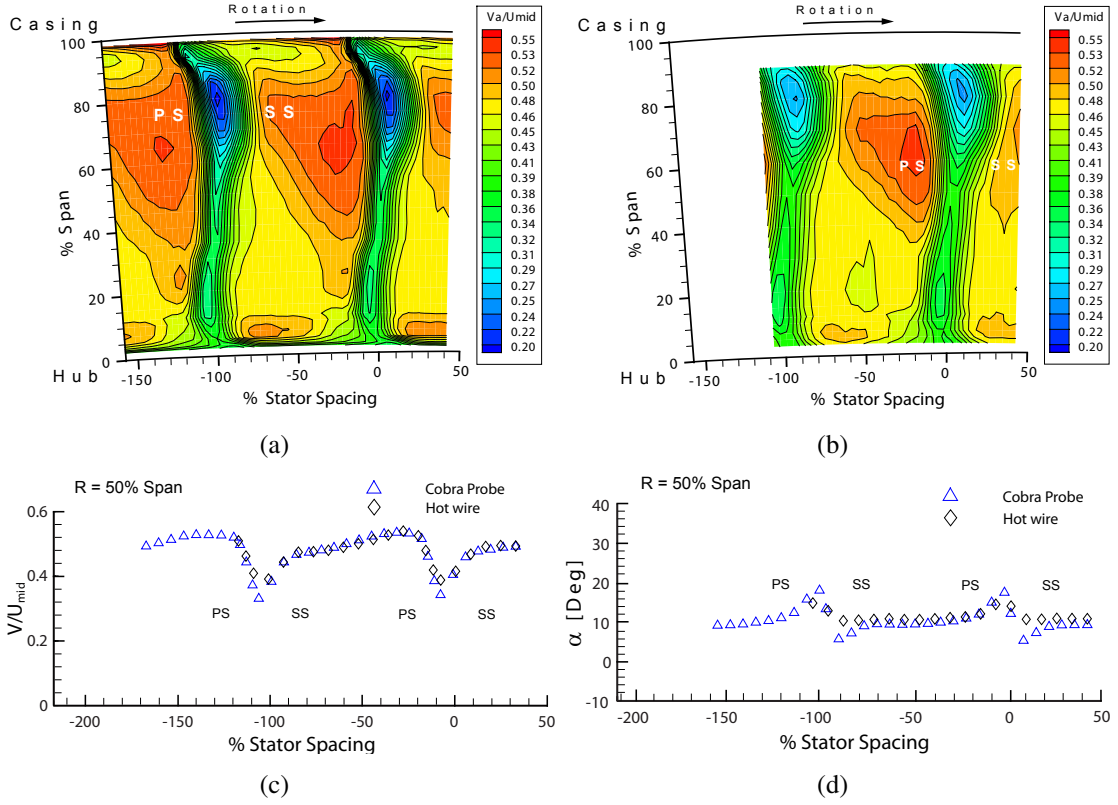 Casing
Rotation
Va/Umid
100
80
60
40
20
0
% Span
PS
SS
0.55
0.53
0.52
0.50
0.48
0.46
0.45
0.43
0.41
0.39
0.38
0.36
0.34
0.32
0.31
0.29
0.27
0.25
0.24
0.22
0.20
Hub
-150
-100
-50
0
50
% Stator Spacing
(a)
Casing
Rotation
Va/Umid
100
80
60
40
20
0
% Span
PS
SS
0.55
0.53
0.52
0.50
0.48
0.46
0.45
0.43
0.41
0.39
0.38
0.36
0.34
0.32
0.31
0.29
0.27
0.25
0.24
0.22
0.20
Hub
-150
-100
-50
0
50
% Stator Spacing
(b)
R = 50% Span
Cobra Probe
Hot wire
0.6
0.4
0.2
0
V/Umid
PS
SS
PS
SS
-200
-150
-100
-50
0
50
% Stator Spacing
(c)
R = 50% Span
Cobra Probe
Hot wire
40
30
20
10
0
-10
α [Deg]
PS
SS
PS
SS
-200
-150
-100
-50
0
50
% Stator Spacing
(d)